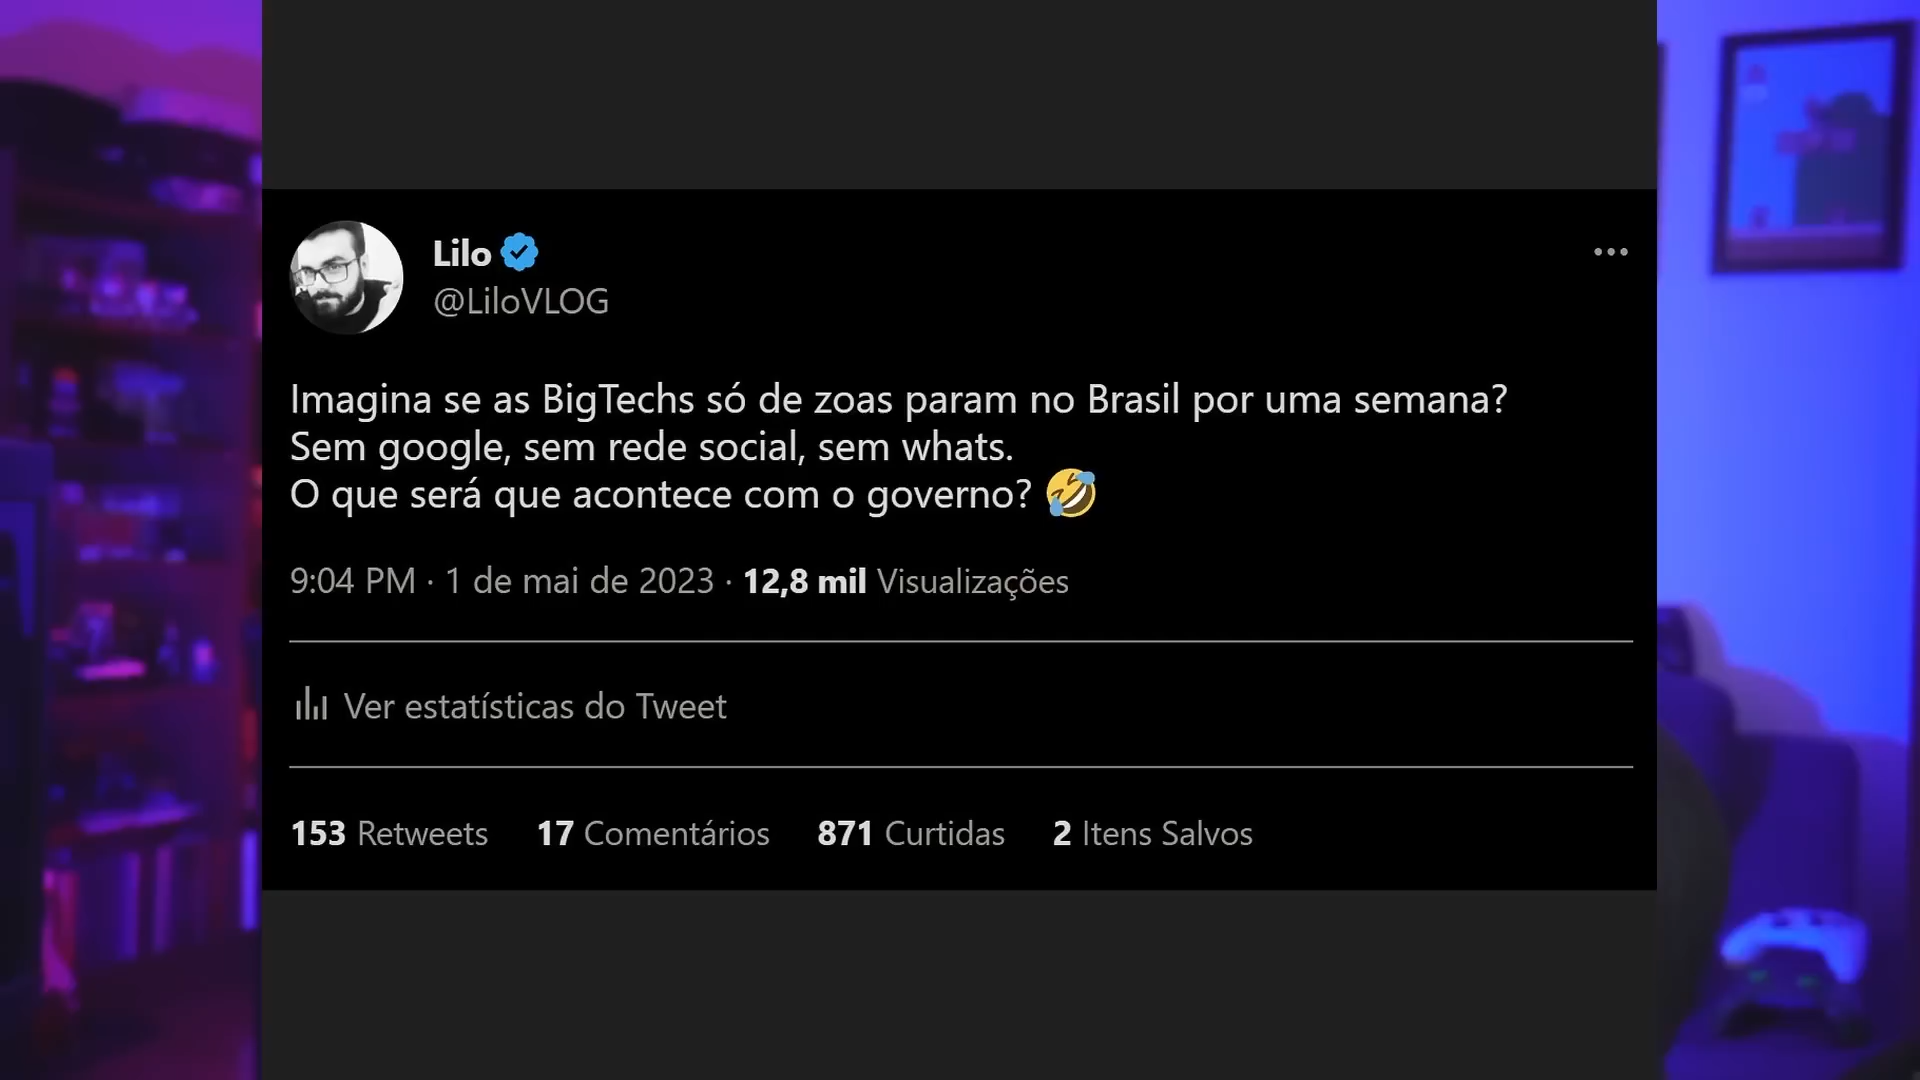 Lilo
@LiloVLOG
Imagina se as BigTechs só de zoas param no Brasil por uma semana?
Sem google, sem rede social, sem whats.
O que será que acontece com o governo? 🤣
9:04 PM · 1 de mai de 2023 · 12,8 mil Visualizações
Ver estatísticas do Tweet
153 Retweets 17 Comentários 871 Curtidas 2 Itens Salvos